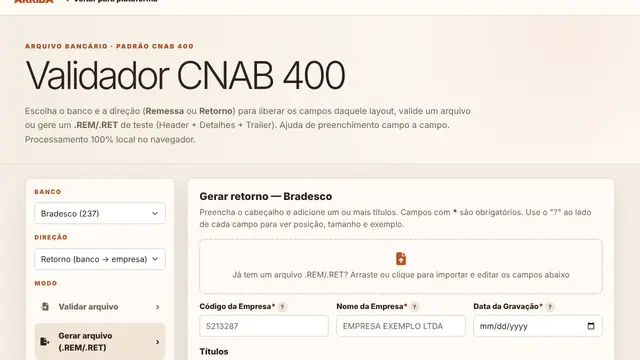 ARRIBA
Voltar para plataforma
ARQUIVO BANCÁRIO · PADRÃO CNAB 400
Validador CNAB 400
Escolha o banco e a direção (Remessa ou Retorno) para liberar os campos daquele layout, valide um arquivo
ou gere um .REM/.RET de teste (Header + Detalhes + Trailer). Ajuda de preenchimento campo a campo.
Processamento 100% local no navegador.
BANCO
Bradesco (237)
DIREÇÃO
Retorno (banco → empresa)
MODO
Validar arquivo ›
Gerar arquivo
(.REM/.RET) ›
Gerar retorno — Bradesco
Preencha o cabeçalho e adicione um ou mais títulos. Campos com * são obrigatórios. Use o "?" ao lado
de cada campo para ver posição, tamanho e exemplo.
Já tem um arquivo .REM/.RET? Arraste ou clique para importar e editar os campos abaixo
Código da Empresa* ? Nome da Empresa* ? Data da Gravação* ?
5213287 EMPRESA EXEMPLO LTDA mm/dd/yyyy
Títulos